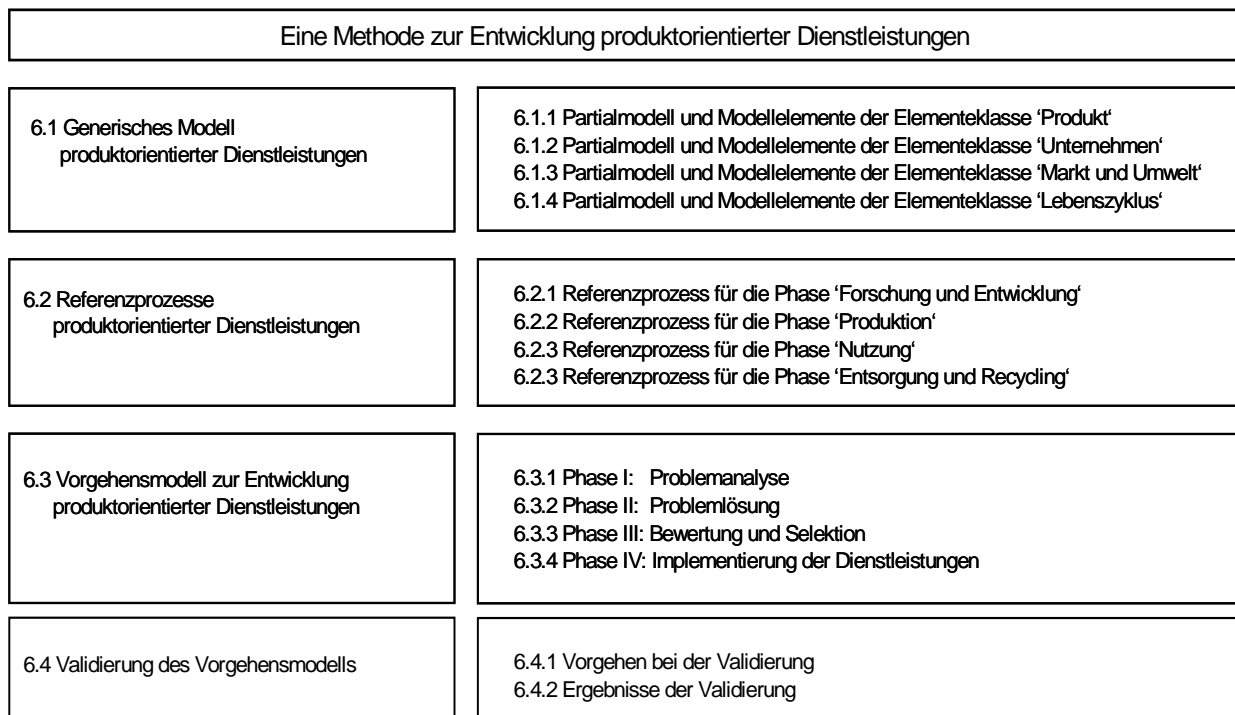 Eine Methode zur Entwicklung produktorientierter Dienstleistungen
6.1 Generisches Modell
produktorientierter Dienstleistungen
6.1.1 Partialmodell und Modellelemente der Elementeklasse ‘Produkt‘
6.1.2 Partialmodell und Modellelemente der Elementeklasse ‘Unternehmen‘
6.1.3 Partialmodell und Modellelemente der Elementeklasse ‘Markt und Umwelt‘
6.1.4 Partialmodell und Modellelemente der Elementeklasse ‘Lebenszyklus‘
6.2 Referenzprozesse
produktorientierter Dienstleistungen
6.2.1 Referenzprozess für die Phase ‘Forschung und Entwicklung‘
6.2.2 Referenzprozess für die Phase ‘Produktion‘
6.2.3 Referenzprozess für die Phase ‘Nutzung‘
6.2.3 Referenzprozess für die Phase ‘Entsorgung und Recycling‘
6.3 Vorgehensmodell zur Entwicklung
produktorientierter Dienstleistungen
6.3.1 Phase I: Problemanalyse
6.3.2 Phase II: Problemlösung
6.3.3 Phase III: Bewertung und Selektion
6.3.4 Phase IV: Implementierung der Dienstleistungen
6.4 Validierung des Vorgehensmodells
6.4.1 Vorgehen bei der Validierung
6.4.2 Ergebnisse der Validierung